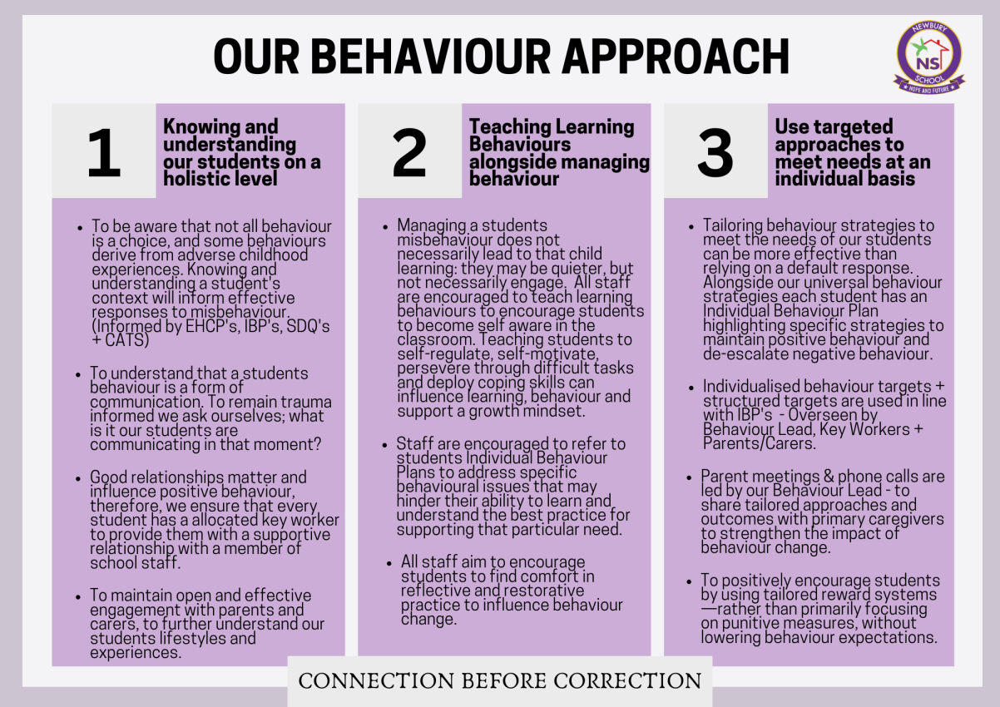 OUR BEHAVIOUR APPROACH
NEWBURY
NS
SCHOOL
HOPE AND FUTURE
1
Knowing and
understanding
our students on a
holistic level
• To be aware that not all behaviour
is a choice, and some behaviours
derive from adverse childhood
experiences. Knowing and
understanding a student's
context will inform effective
responses to misbehaviour.
(Informed by EHCP's, IBP's, SDQ's
+ CATS)
• To understand that a students
behaviour is a form of
communication. To remain trauma
informed we ask ourselves; what
is it our students are
communicating in that moment?
• Good relationships matter and
influence positive behaviour,
therefore, we ensure that every
student has a allocated key worker
to provide them with a supportive
relationship with a member of
school staff.
• To maintain open and effective
engagement with parents and
carers, to further understand our
students lifestyles and
experiences.
2
Teaching Learning
Behaviours
alongside managing
behaviour
• Managing a students
misbehaviour does not
necessarily lead to that child
learning: they may be quieter, but
not necessarily engage. All staff
are encouraged to teach learning
behaviours to encourage students
to become self aware in the
classroom. Teaching students to
self-regulate, self-motivate,
persevere through difficult tasks
and deploy coping skills can
influence learning, behaviour and
support a growth mindset.
• Staff are encouraged to refer to
students Individual Behaviour
Plans to address specific
behavioural issues that may
hinder their ability to learn and
understand the best practice for
supporting that particular need.
• All staff aim to encourage
students to find comfort in
reflective and restorative
practice to influence behaviour
change.
3
Use targeted
approaches to
meet needs at an
individual basis
• Tailoring behaviour strategies to
meet the needs of our students
can be more effective than
relying on a default response.
Alongside our universal behaviour
strategies each student has an
Individual Behaviour Plan
highlighting specific strategies to
maintain positive behaviour and
de-escalate negative behaviour.
• Individualised behaviour targets +
structured targets are used in line
with IBP's - Overseen by
Behaviour Lead, Key Workers +
Parents/Carers.
• Parent meetings & phone calls are
led by our Behaviour Lead - to
share tailored approaches and
outcomes with primary caregivers
to strengthen the impact of
behaviour change.
• To positively encourage students
by using tailored reward systems
—rather than primarily focusing
on punitive measures, without
lowering behaviour expectations.
CONNECTION BEFORE CORRECTION